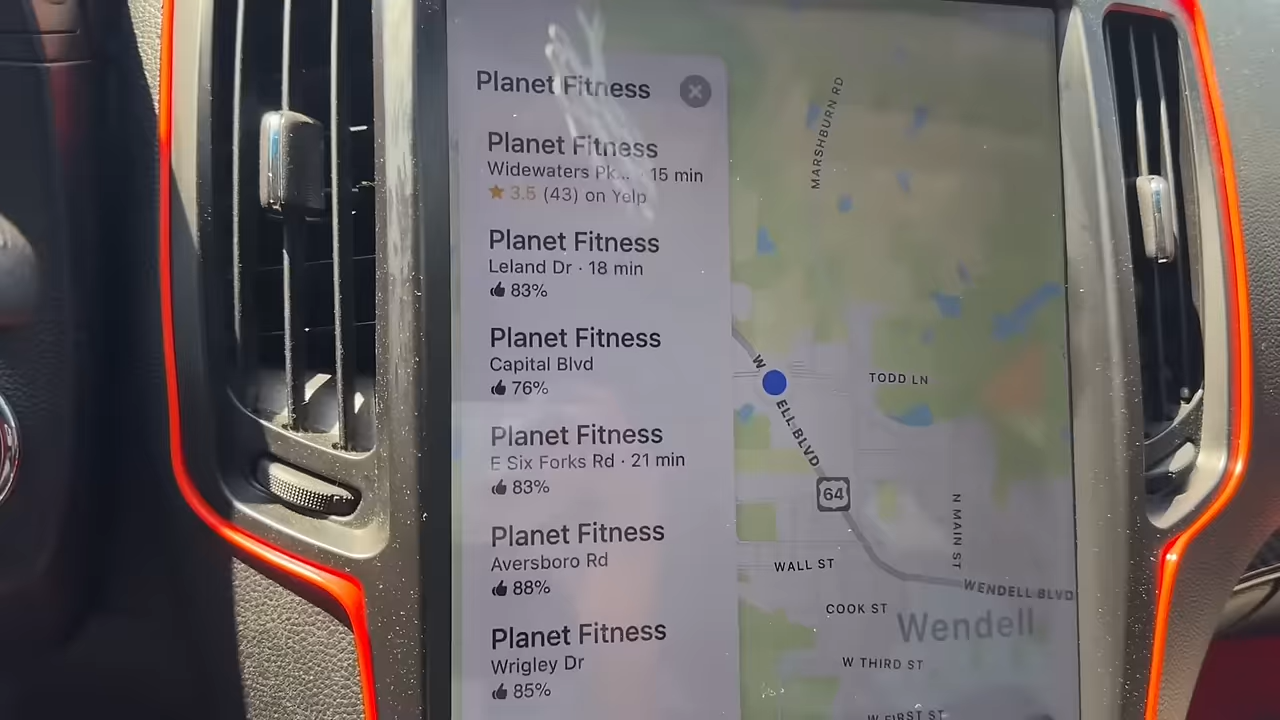 Planet Fitness
Planet Fitness
Widewaters Pk... · 15 min
★ 3.5 (43) on Yelp
Planet Fitness
Leland Dr · 18 min
83%
Planet Fitness
Capital Blvd
76%
Planet Fitness
E Six Forks Rd · 21 min
83%
Planet Fitness
Aversboro Rd
88%
Planet Fitness
Wrigley Dr
85%
MARSHBURN RD
TODD LN
W
ELL BLVD
64
N MAIN ST
WALL ST
WENDELL BLVD
COOK ST
Wendell
W THIRD ST
W FIRST ST